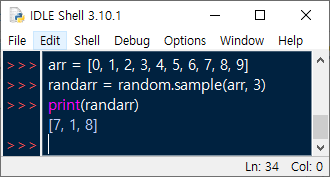 IDLE Shell 3.10.1
File Edit Shell Debug Options Window Help
>>> arr = [0, 1, 2, 3, 4, 5, 6, 7, 8, 9]
>>> randarr = random.sample(arr, 3)
>>> print(randarr)
[7, 1, 8]
>>>
Ln: 34 Col: 0